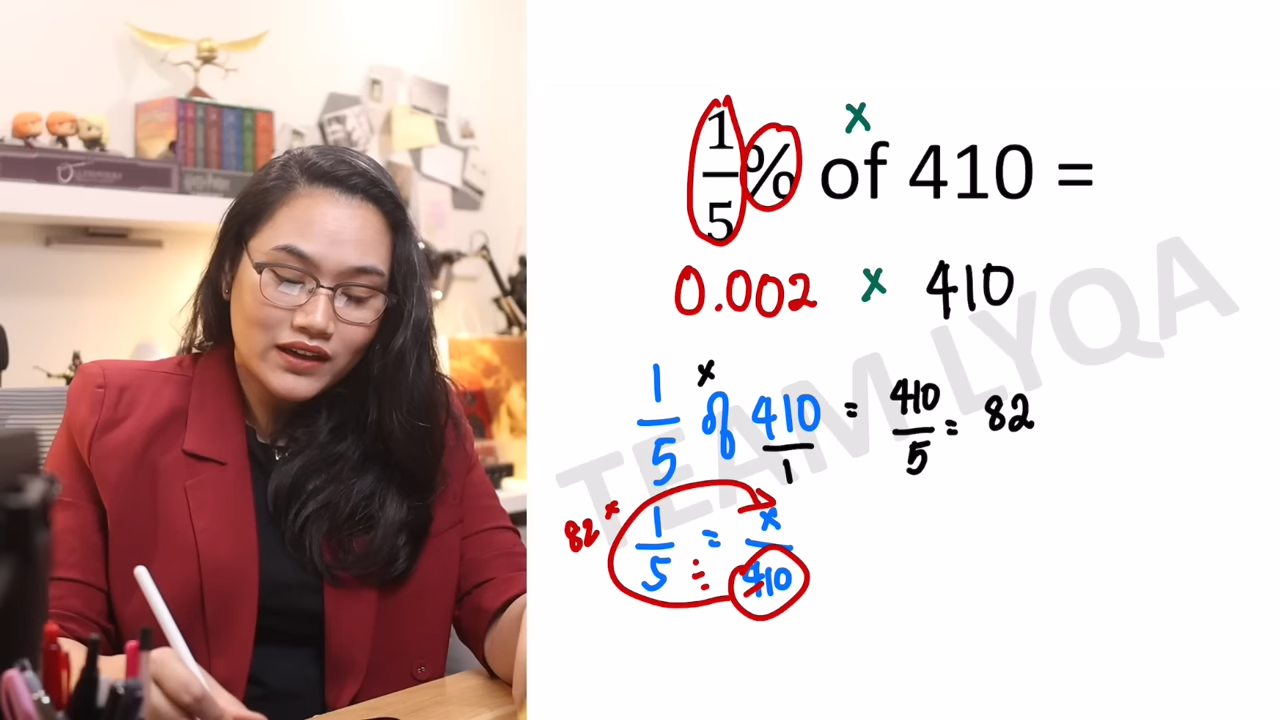 1/5 % of 410 =
×
0.002 × 410
1/5 of 410/1 = 410/5 = 82
×
82 ×
1/5 = x/410
÷
TEAM LYQA